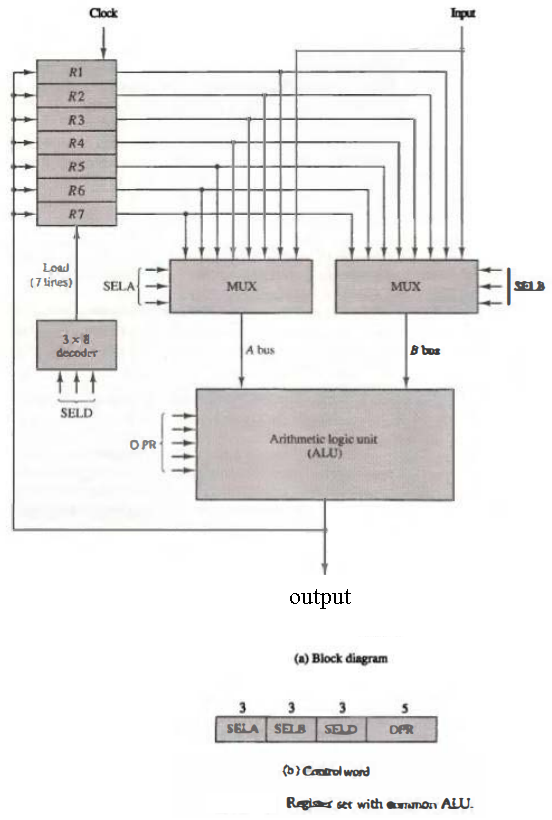 Clock
Input
R1
R2
R3
R4
R5
R6
R7
Load
(7 lines)
SELA
MUX
MUX
SELB
3 × 8
decoder
A bus
B bus
SELD
OPR
Arithmetic logic unit
(ALU)
output
(a) Block diagram
3 3 3 5
SELA SELB SELD OPR
(b) Control word
Register set with common ALU.